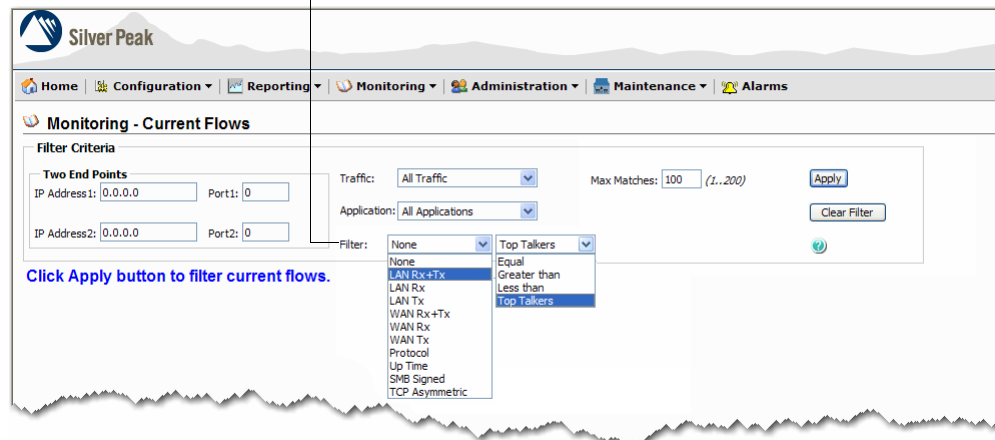 Silver Peak
Home Configuration Reporting Monitoring Administration Maintenance Alarms
Monitoring - Current Flows
Filter Criteria
Two End Points
IP Address1: 0.0.0.0 Port1: 0
IP Address2: 0.0.0.0 Port2: 0
Traffic: All Traffic
Application: All Applications
Filter: None Top Talkers
None
LAN Rx+Tx
LAN Rx
LAN Tx
WAN Rx+Tx
WAN Rx
WAN Tx
Protocol
Up Time
SMB Signed
TCP Asymmetric
Equal
Greater than
Less than
Top Talkers
Max Matches: 100 (1..200)
Apply
Clear Filter
?
Click Apply button to filter current flows.